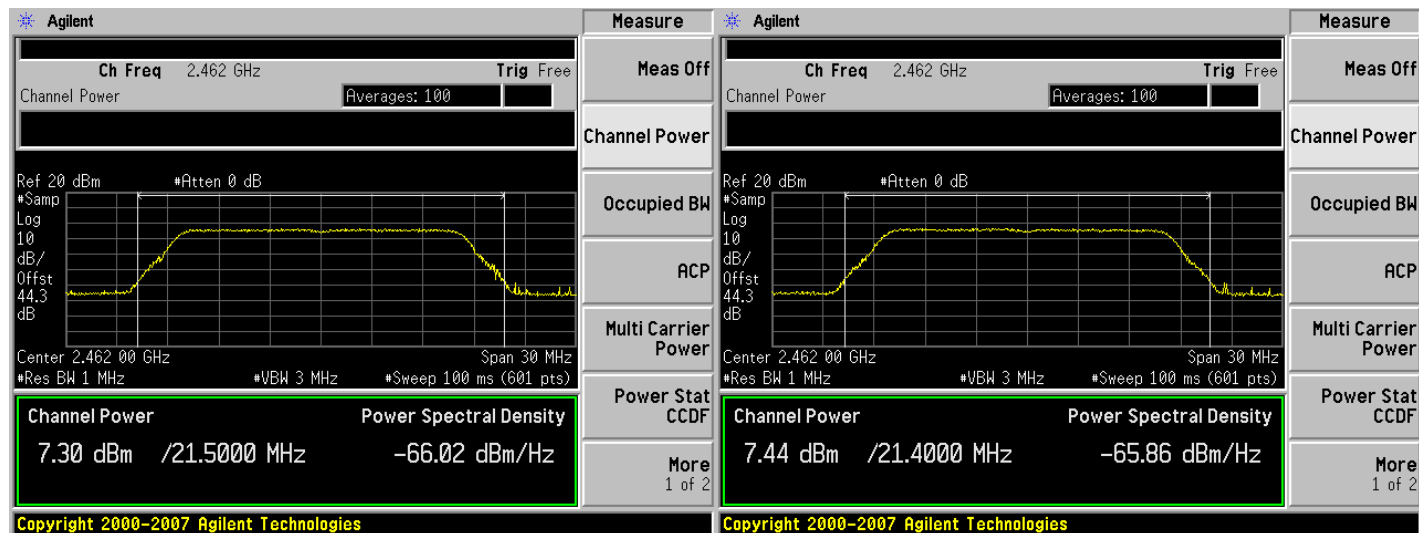 Agilent
Measure
Ch Freq 2.462 GHz Trig Free
Channel Power Averages: 100
Ref 20 dBm #Atten 0 dB
#Samp
Log
10
dB/
Offst
44.3
dB
Center 2.462 00 GHz Span 30 MHz
#Res BW 1 MHz #VBW 3 MHz #Sweep 100 ms (601 pts)
Channel Power Power Spectral Density
7.30 dBm /21.5000 MHz -66.02 dBm/Hz
Copyright 2000-2007 Agilent Technologies
Meas Off
Channel Power
Occupied BW
ACP
Multi Carrier
Power
Power Stat
CCDF
More
1 of 2
Agilent
Measure
Ch Freq 2.462 GHz Trig Free
Channel Power Averages: 100
Ref 20 dBm #Atten 0 dB
#Samp
Log
10
dB/
Offst
44.3
dB
Center 2.462 00 GHz Span 30 MHz
#Res BW 1 MHz #VBW 3 MHz #Sweep 100 ms (601 pts)
Channel Power Power Spectral Density
7.44 dBm /21.4000 MHz -65.86 dBm/Hz
Copyright 2000-2007 Agilent Technologies
Meas Off
Channel Power
Occupied BW
ACP
Multi Carrier
Power
Power Stat
CCDF
More
1 of 2